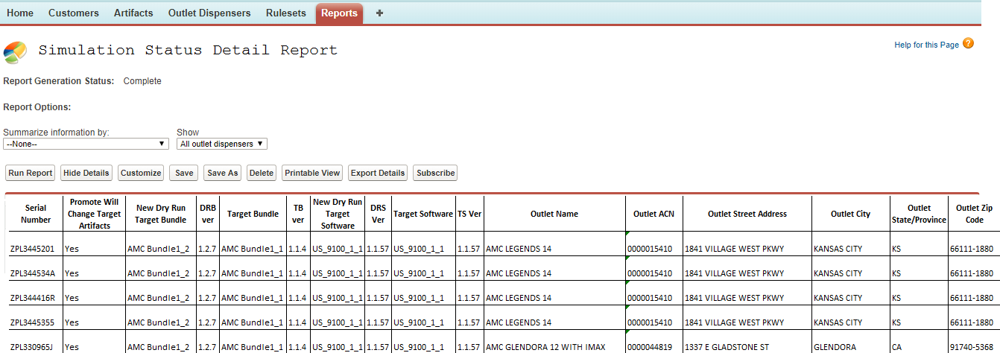 Home Customers Artifacts Outlet Dispensers Rulesets Reports +
Simulation Status Detail Report
Help for this Page ?
Report Generation Status: Complete
Report Options:
Summarize information by: Show
--None-- All outlet dispensers
Run Report Hide Details Customize Save Save As Delete Printable View Export Details Subscribe
Serial Number Promote Will Change Target Artifacts New Dry Run Target Bundle DRB ver Target Bundle TB ver New Dry Run Target Software DRS Ver Target Software TS Ver Outlet Name Outlet ACN Outlet Street Address Outlet City Outlet State/Province Outlet Zip Code
ZPL3445201 Yes AMC Bundle1_2 1.2.7 AMC Bundle1_1 1.1.4 US_9100_1_1 1.1.57 US_9100_1_1 1.1.57 AMC LEGENDS 14 0000015410 1841 VILLAGE WEST PKWY KANSAS CITY KS 66111-1880
ZPL344534A Yes AMC Bundle1_2 1.2.7 AMC Bundle1_1 1.1.4 US_9100_1_1 1.1.57 US_9100_1_1 1.1.57 AMC LEGENDS 14 0000015410 1841 VILLAGE WEST PKWY KANSAS CITY KS 66111-1880
ZPL344416R Yes AMC Bundle1_2 1.2.7 AMC Bundle1_1 1.1.4 US_9100_1_1 1.1.57 US_9100_1_1 1.1.57 AMC LEGENDS 14 0000015410 1841 VILLAGE WEST PKWY KANSAS CITY KS 66111-1880
ZPL3445355 Yes AMC Bundle1_2 1.2.7 AMC Bundle1_1 1.1.4 US_9100_1_1 1.1.57 US_9100_1_1 1.1.57 AMC LEGENDS 14 0000015410 1841 VILLAGE WEST PKWY KANSAS CITY KS 66111-1880
ZPL330965J Yes AMC Bundle1_2 1.2.7 AMC Bundle1_1 1.1.4 US_9100_1_1 1.1.57 US_9100_1_1 1.1.57 AMC GLENDORA 12 WITH IMAX 0000044819 1337 E GLADSTONE ST GLENDORA CA 91740-5368